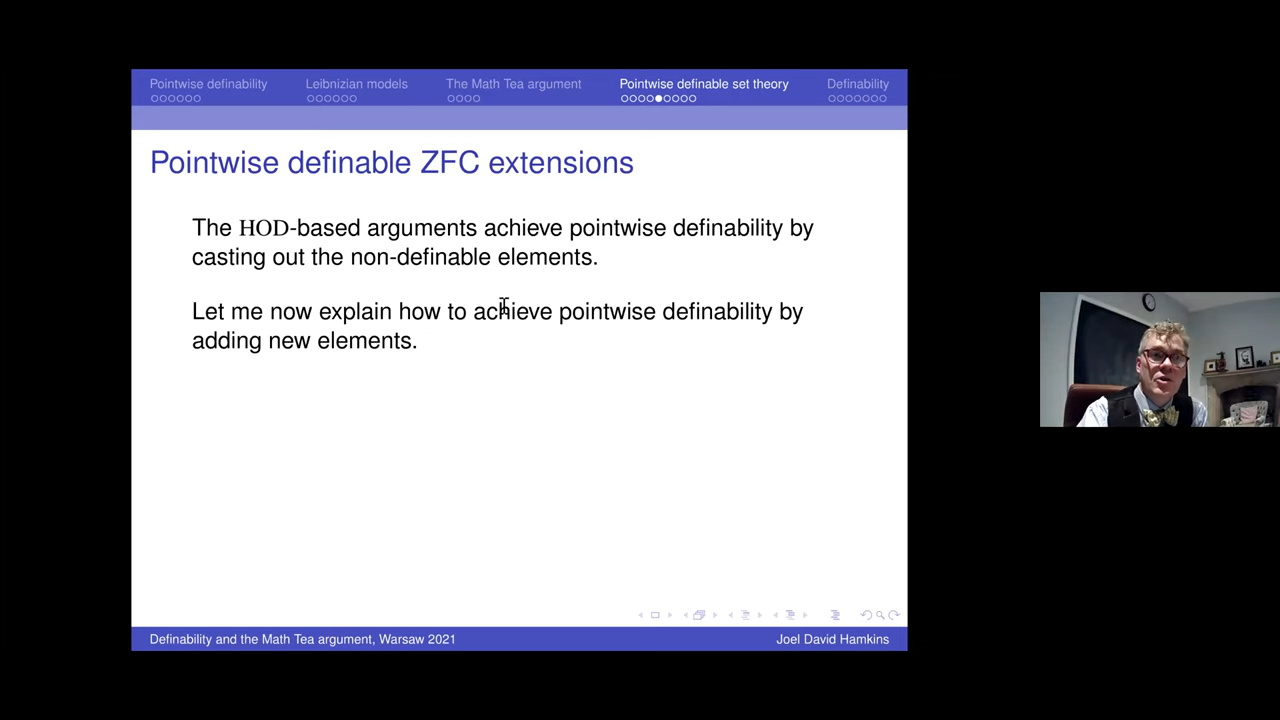 Pointwise definability Leibnizian models The Math Tea argument Pointwise definable set theory Definability
Pointwise definable ZFC extensions
The HOD-based arguments achieve pointwise definability by
casting out the non-definable elements.
Let me now explain how to achieve pointwise definability by
adding new elements.
Definability and the Math Tea argument, Warsaw 2021 Joel David Hamkins